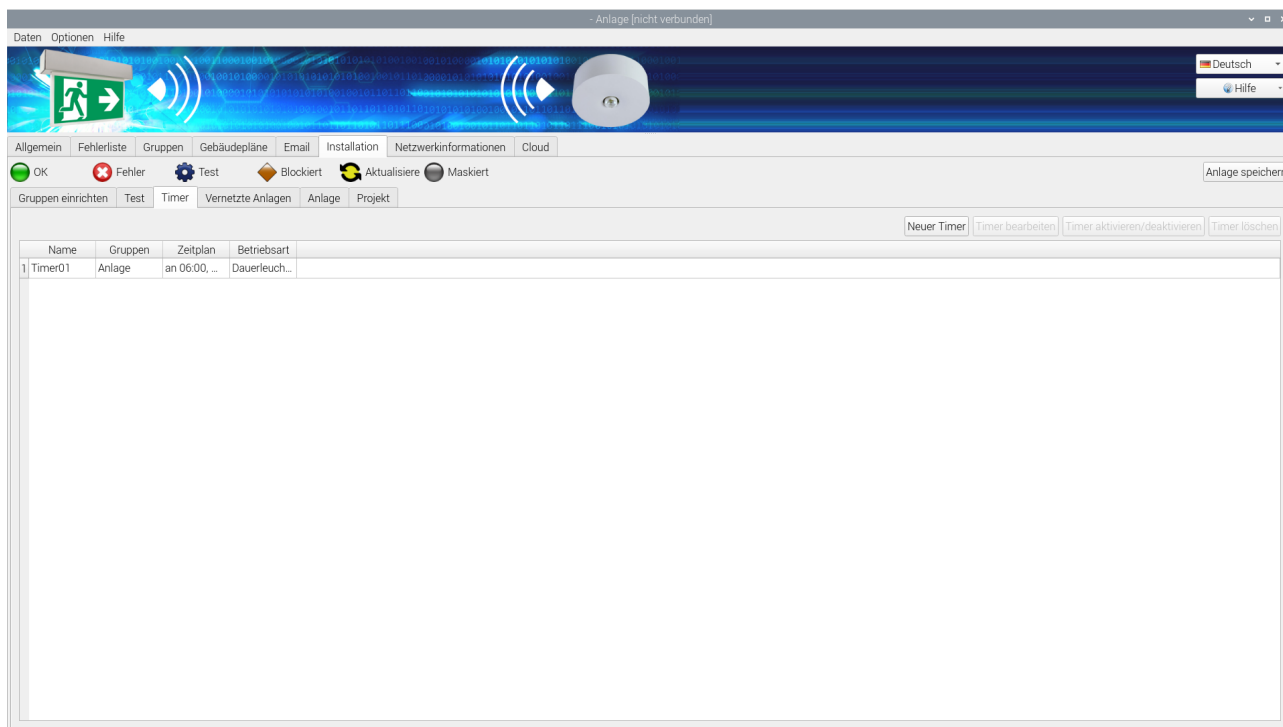 - Anlage [nicht verbunden]
Daten Optionen Hilfe
Deutsch
Hilfe
Allgemein Fehlerliste Gruppen Gebäudepläne Email Installation Netzwerkinformationen Cloud
OK Fehler Test Blockiert Aktualisiere Maskiert Anlage speichern
Gruppen einrichten Test Timer Vernetzte Anlagen Anlage Projekt
Neuer Timer Timer bearbeiten Timer aktivieren/deaktivieren Timer löschen
Name Gruppen Zeitplan Betriebsart
1 Timer01 Anlage an 06:00, ... Dauerleuch...